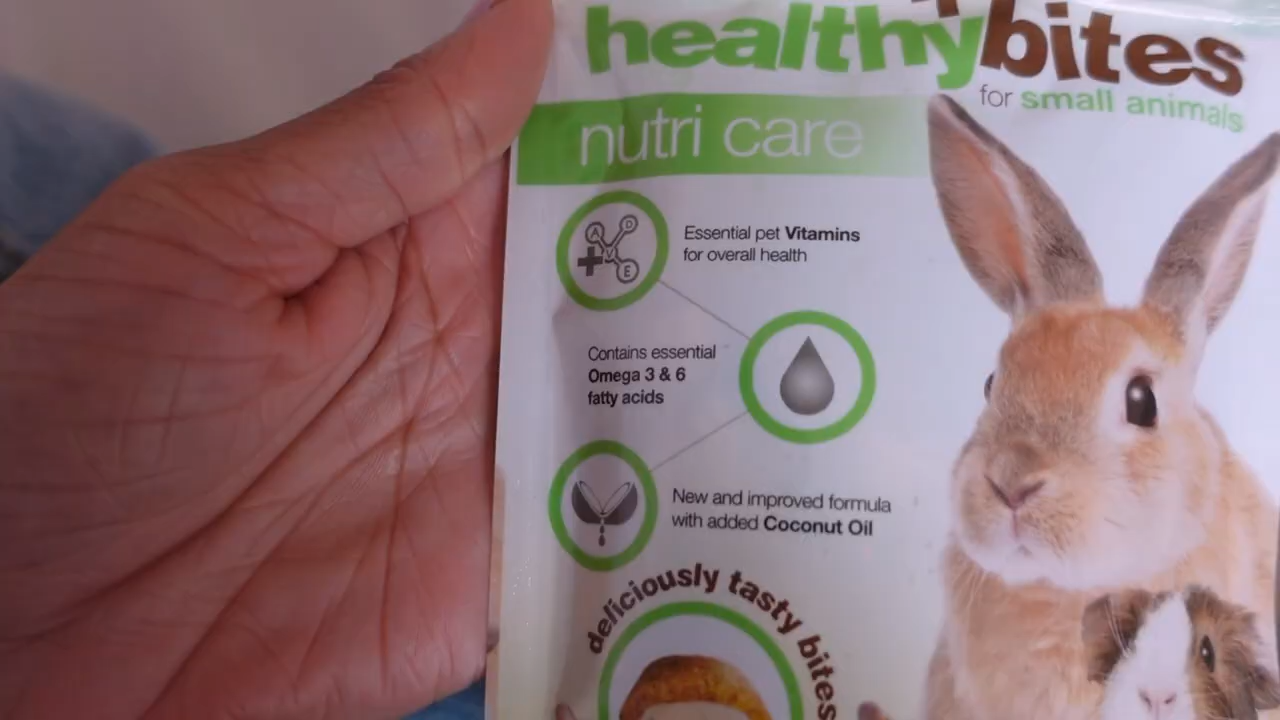 healthybites
for small animals
nutri care
Essential pet Vitamins
for overall health
Contains essential
Omega 3 & 6
fatty acids
New and improved formula
with added Coconut Oil
deliciously tasty bites